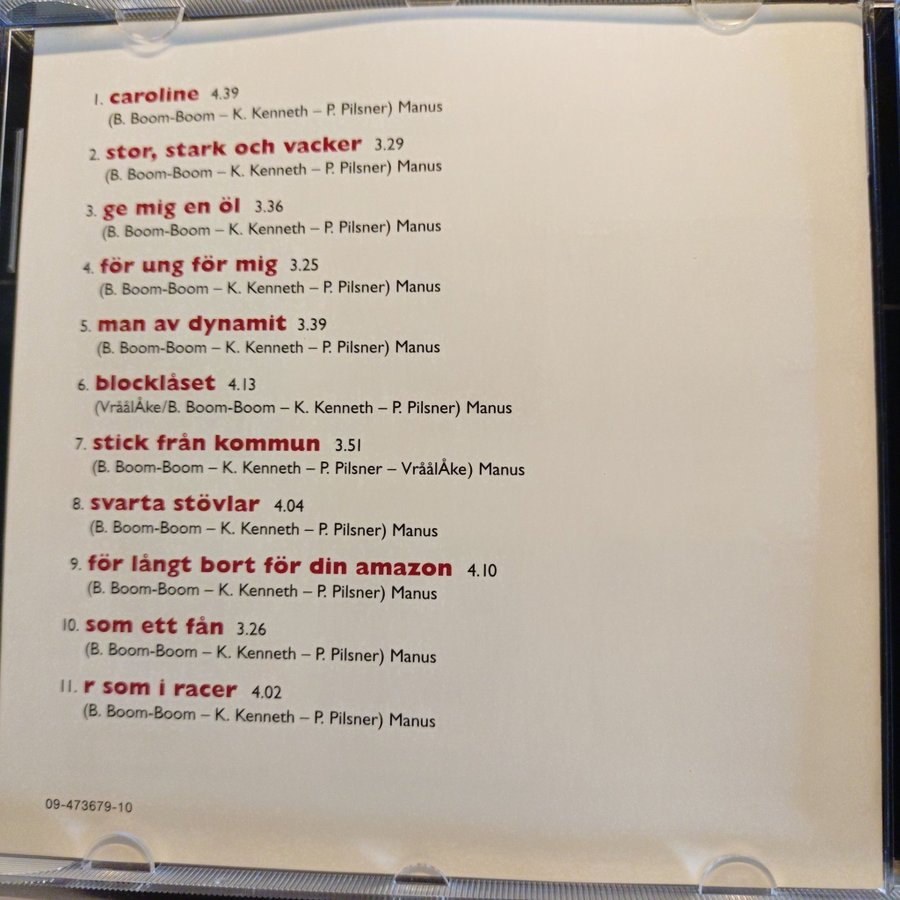 1. caroline 4.39
(B. Boom-Boom – K. Kenneth – P. Pilsner) Manus
2. stor, stark och vacker 3.29
(B. Boom-Boom – K. Kenneth – P. Pilsner) Manus
3. ge mig en öl 3.36
(B. Boom-Boom – K. Kenneth – P. Pilsner) Manus
4. för ung för mig 3.25
(B. Boom-Boom – K. Kenneth – P. Pilsner) Manus
5. man av dynamit 3.39
(B. Boom-Boom – K. Kenneth – P. Pilsner) Manus
6. blocklåset 4.13
(VråålÅke/B. Boom-Boom – K. Kenneth – P. Pilsner) Manus
7. stick från kommun 3.51
(B. Boom-Boom – K. Kenneth – P. Pilsner – VråålÅke) Manus
8. svarta stövlar 4.04
(B. Boom-Boom – K. Kenneth – P. Pilsner) Manus
9. för långt bort för din amazon 4.10
(B. Boom-Boom – K. Kenneth – P. Pilsner) Manus
10. som ett fån 3.26
(B. Boom-Boom – K. Kenneth – P. Pilsner) Manus
11. r som i racer 4.02
(B. Boom-Boom – K. Kenneth – P. Pilsner) Manus
09-473679-10